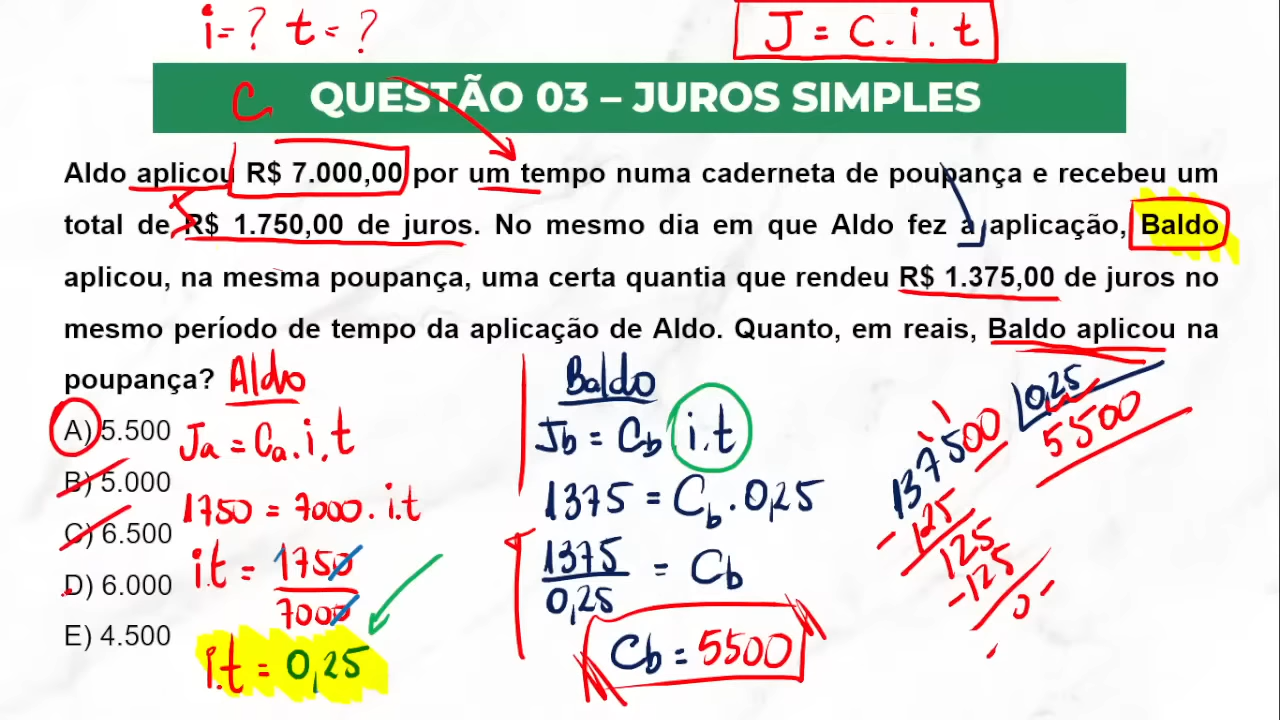 i=? t=?
J = C.i.t
C
QUESTÃO 03 – JUROS SIMPLES
Aldo aplicou R$ 7.000,00 por um tempo numa caderneta de poupança e recebeu um
total de R$ 1.750,00 de juros. No mesmo dia em que Aldo fez a aplicação, Baldo
aplicou, na mesma poupança, uma certa quantia que rendeu R$ 1.375,00 de juros no
mesmo período de tempo da aplicação de Aldo. Quanto, em reais, Baldo aplicou na
poupança?
A) 5.500
B) 5.000
C) 6.500
D) 6.000
E) 4.500
Aldo
Ja = Ca.i.t
1750 = 7000.i.t
i.t = 1750
7000
i.t = 0,25
Baldo
Jb = Cb i.t
1375 = Cb.0,25
1375 = Cb
0,25
Cb = 5500
137500 0,25
5500
-125
125
-125
0